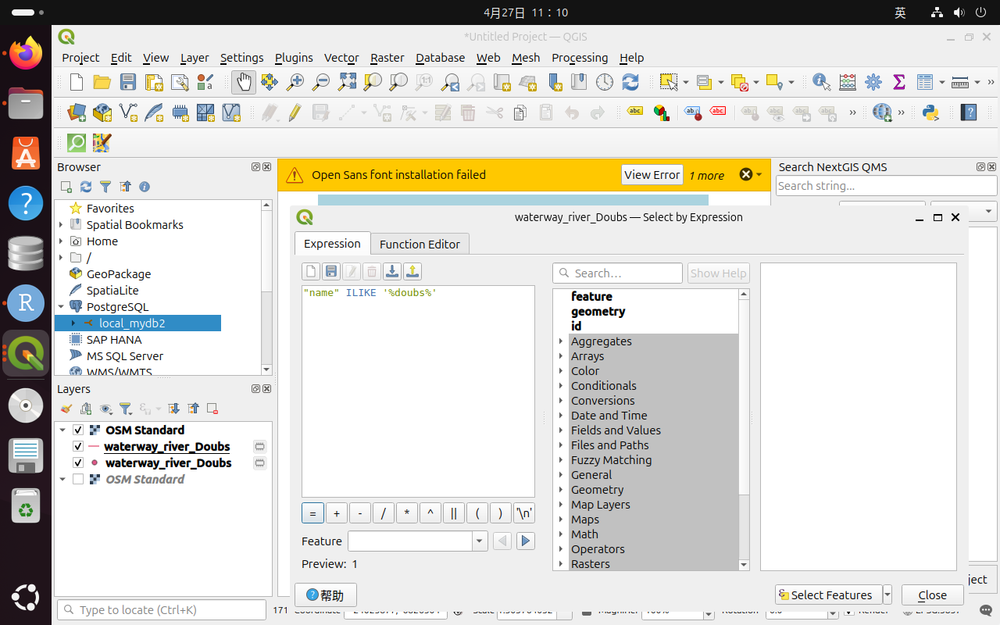 4月27日 11：10
英
*Untitled Project — QGIS
Project Edit View Layer Settings Plugins Vector Raster Database Web Mesh Processing Help
Browser
Favorites
Spatial Bookmarks
Home
/
GeoPackage
SpatiaLite
PostgreSQL
local_mydb2
SAP HANA
MS SQL Server
WMS/WMTS
Layers
OSM Standard
waterway_river_Doubs
waterway_river_Doubs
OSM Standard
Type to locate (Ctrl+K)
Open Sans font installation failed
View Error
1 more
Search NextGIS QMS
Search string...
waterway_river_Doubs — Select by Expression
Expression
Function Editor
"name" ILIKE '%doubs%'
= + - / * ^ || ( ) '\n'
Feature
Preview: 1
Search...
Show Help
feature
geometry
id
Aggregates
Arrays
Color
Conditionals
Conversions
Date and Time
Fields and Values
Files and Paths
Fuzzy Matching
General
Geometry
Map Layers
Maps
Math
Operators
Rasters
帮助
Select Features
Close
171